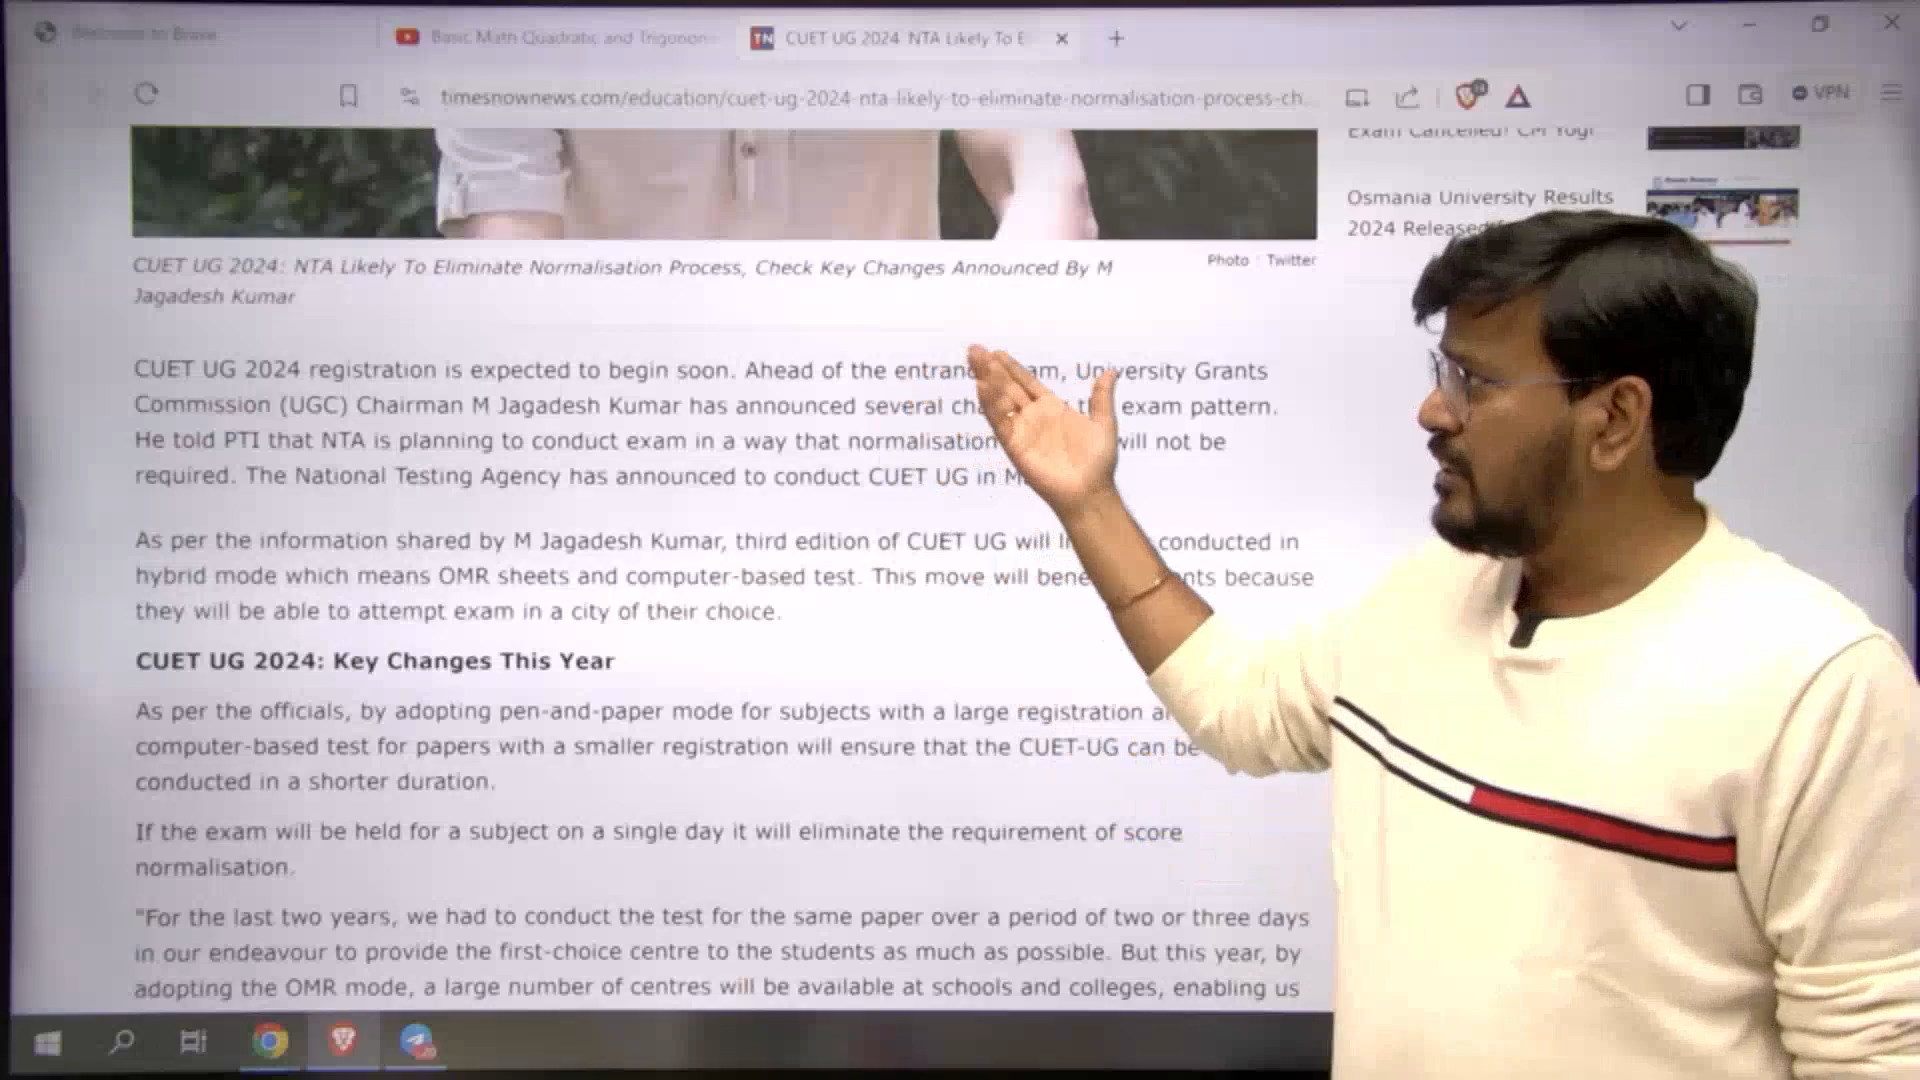 Welcome to Brave
Basic Math Quadratic and Trigonom
TN CUET UG 2024 NTA Likely To E
timesnownews.com/education/cuet-ug-2024-nta-likely-to-eliminate-normalisation-process-ch...
VPN
Exam Cancelled! CM Yogi
Osmania University Results
2024 Released
CUET UG 2024: NTA Likely To Eliminate Normalisation Process, Check Key Changes Announced By M
Jagadesh Kumar
Photo : Twitter
CUET UG 2024 registration is expected to begin soon. Ahead of the entranc am, University Grants
Commission (UGC) Chairman M Jagadesh Kumar has announced several cha th exam pattern.
He told PTI that NTA is planning to conduct exam in a way that normalisation will not be
required. The National Testing Agency has announced to conduct CUET UG in M
As per the information shared by M Jagadesh Kumar, third edition of CUET UG will conducted in
hybrid mode which means OMR sheets and computer-based test. This move will bene nts because
they will be able to attempt exam in a city of their choice.
CUET UG 2024: Key Changes This Year
As per the officials, by adopting pen-and-paper mode for subjects with a large registration a
computer-based test for papers with a smaller registration will ensure that the CUET-UG can be
conducted in a shorter duration.
If the exam will be held for a subject on a single day it will eliminate the requirement of score
normalisation.
"For the last two years, we had to conduct the test for the same paper over a period of two or three days
in our endeavour to provide the first-choice centre to the students as much as possible. But this year, by
adopting the OMR mode, a large number of centres will be available at schools and colleges, enabling us